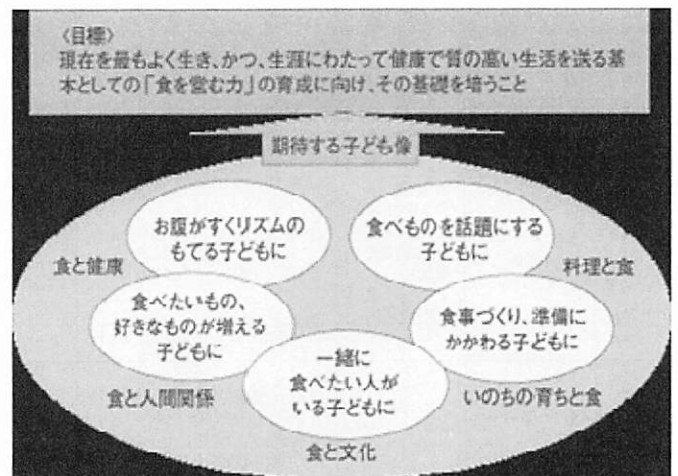 〈目標〉
現在を最もよく生き、かつ、生涯にわたって健康で質の高い生活を送る基
本としての「食を営む力」の育成に向け、その基礎を培うこと
期待する子ども像
お腹がすくリズムの
もてる子どもに
食べものを話題にする
子どもに
食と健康
料理と食
食べたいもの、
好きなものが増える
子どもに
食事づくり、準備に
かかわる子どもに
一緒に
食べたい人が
いる子どもに
食と人間関係
いのちの育ちと食
食と文化